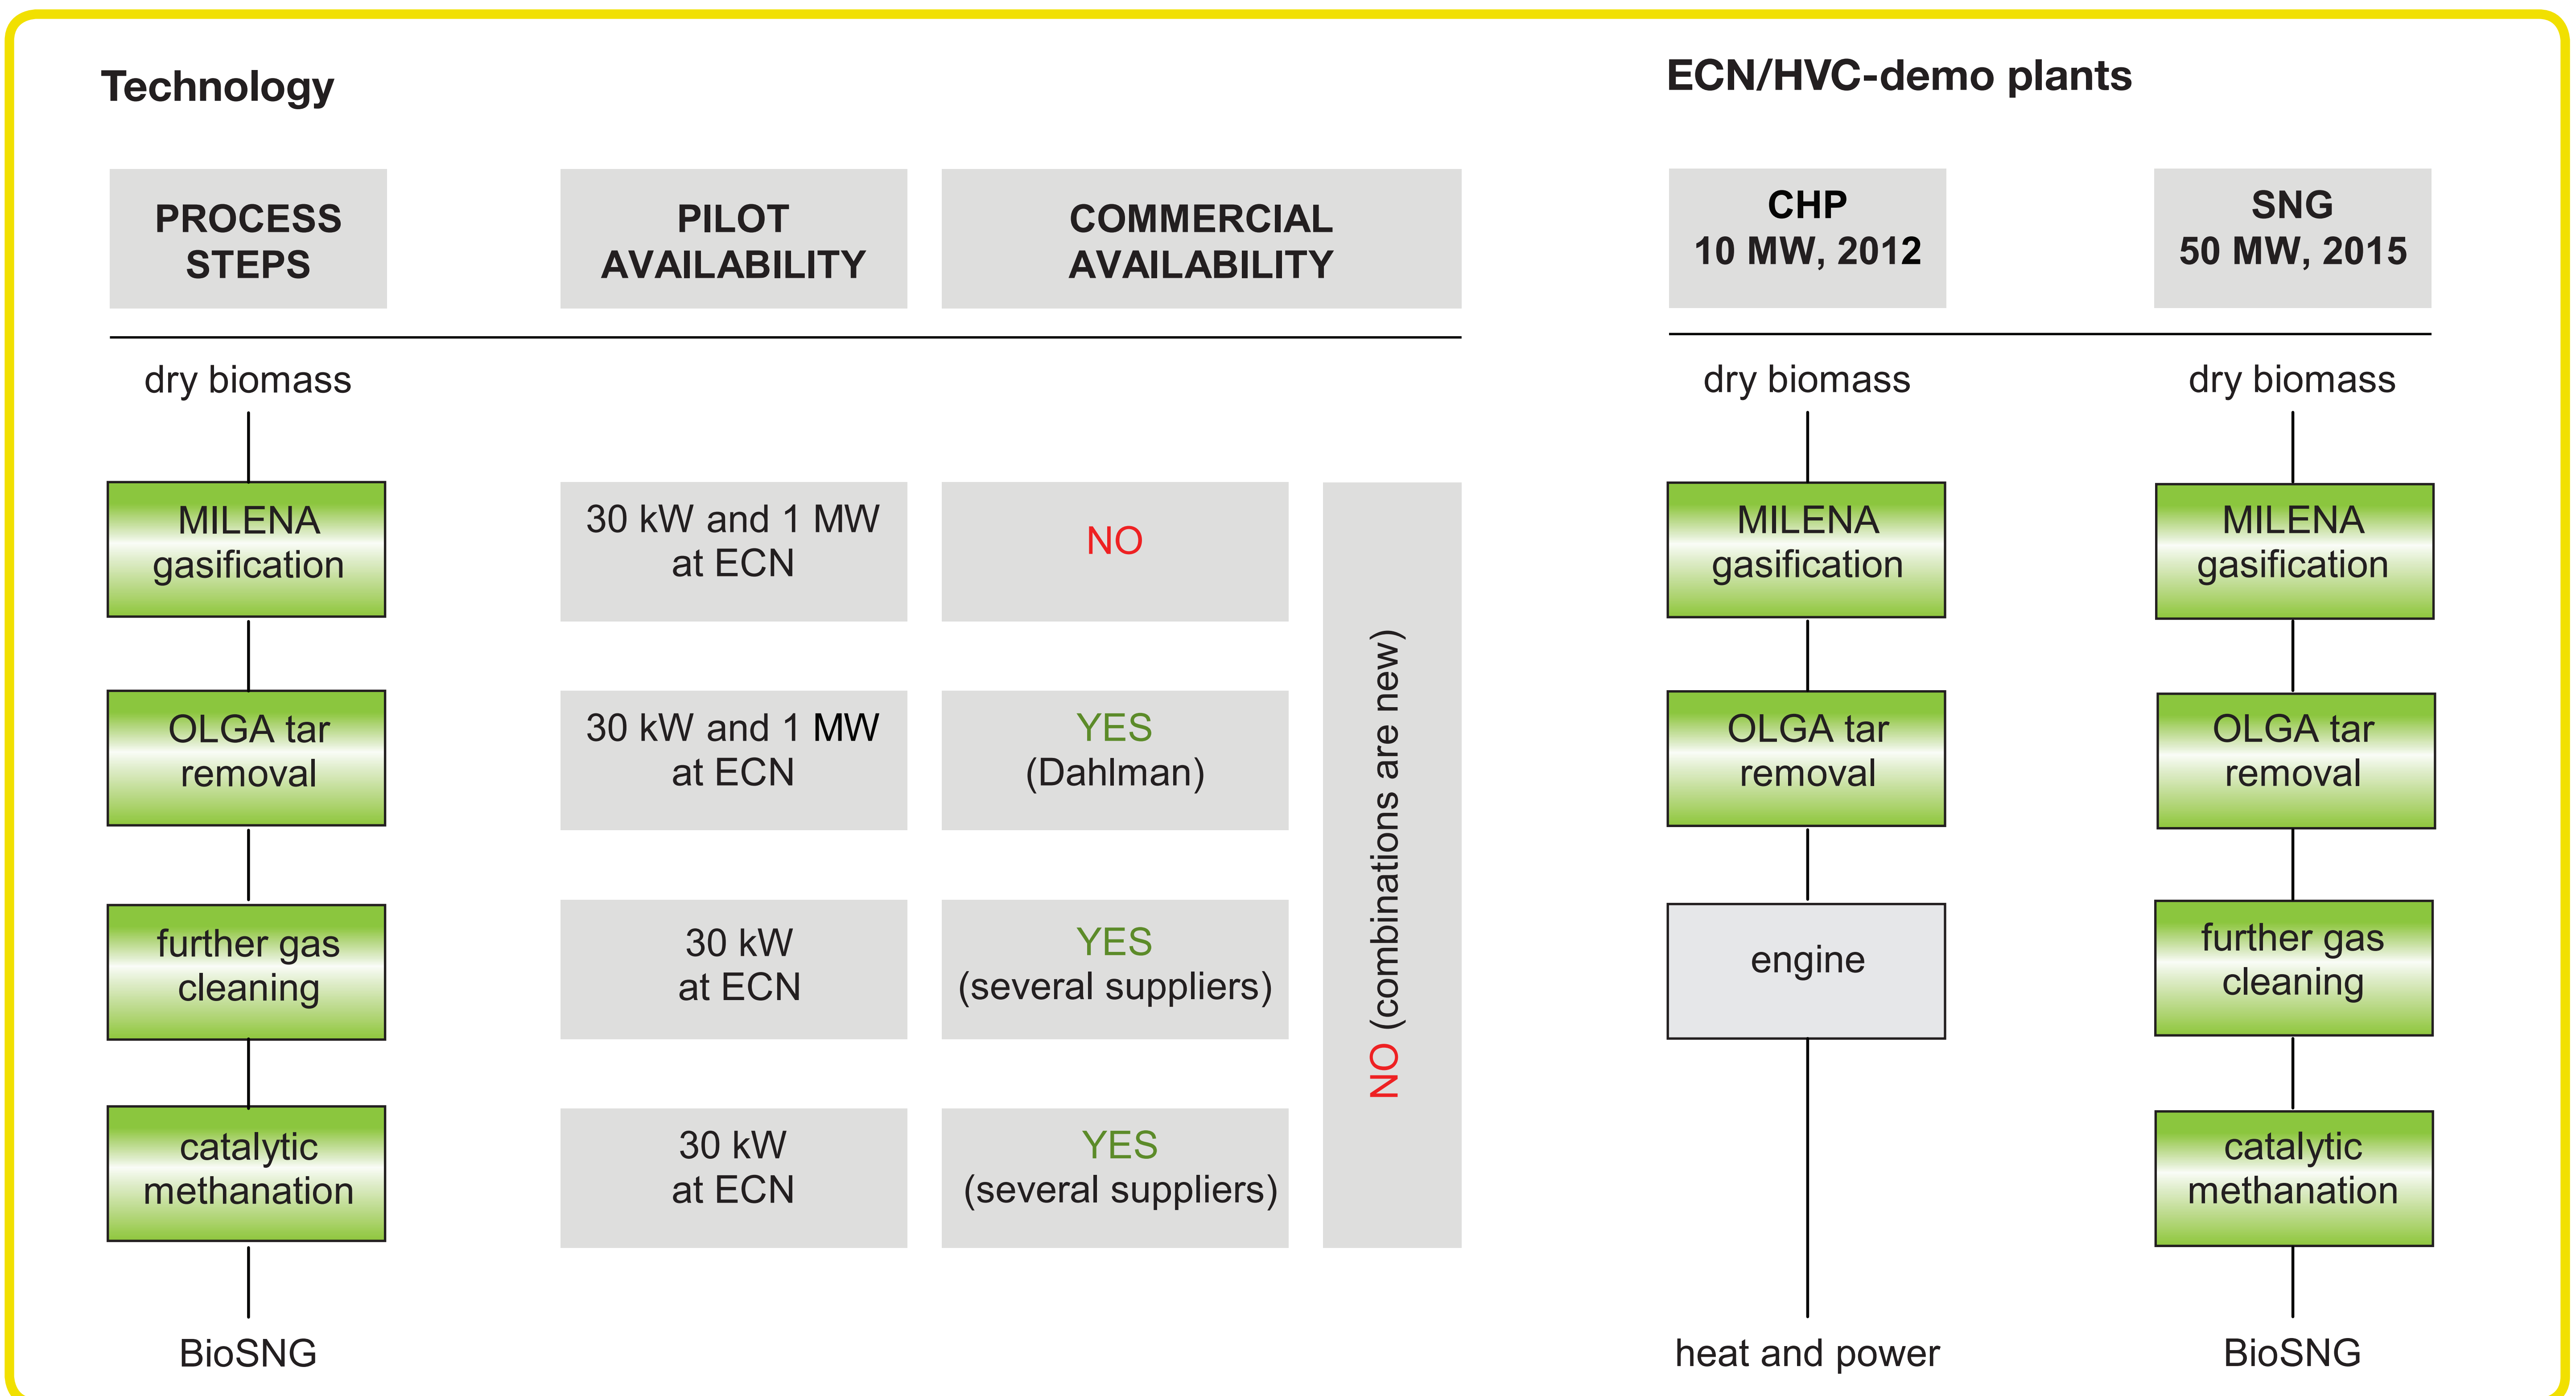 Technology
PROCESS
STEPS
PILOT
AVAILABILITY
COMMERCIAL
AVAILABILITY
dry biomass
MILENA
gasification
30 kW and 1 MW
at ECN
NO
OLGA tar
removal
30 kW and 1 MW
at ECN
YES
(Dahlman)
further gas
cleaning
30 kW
at ECN
YES
(several suppliers)
catalytic
methanation
30 kW
at ECN
YES
(several suppliers)
NO (combinations are new)
BioSNG
ECN/HVC-demo plants
CHP
10 MW, 2012
dry biomass
MILENA
gasification
OLGA tar
removal
engine
heat and power
SNG
50 MW, 2015
dry biomass
MILENA
gasification
OLGA tar
removal
further gas
cleaning
catalytic
methanation
BioSNG